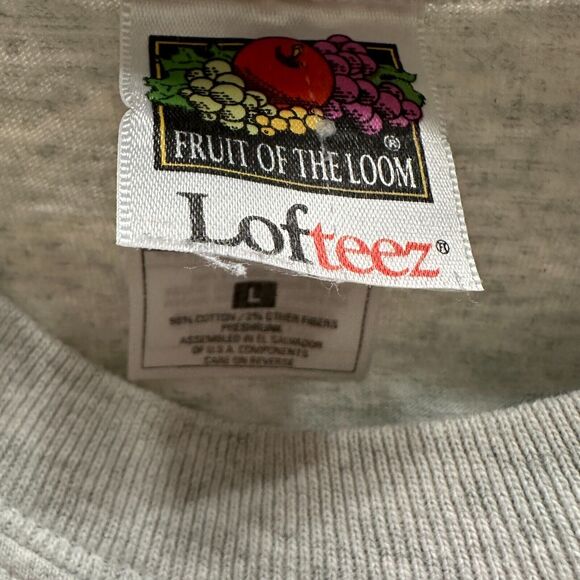 FRUIT OF THE LOOM ®
Lofteez®
L
98% COTTON / 2% OTHER FIBERS
PRESHRUNK
ASSEMBLED IN EL SALVADOR
OF U.S.A. COMPONENTS
CARE ON REVERSE